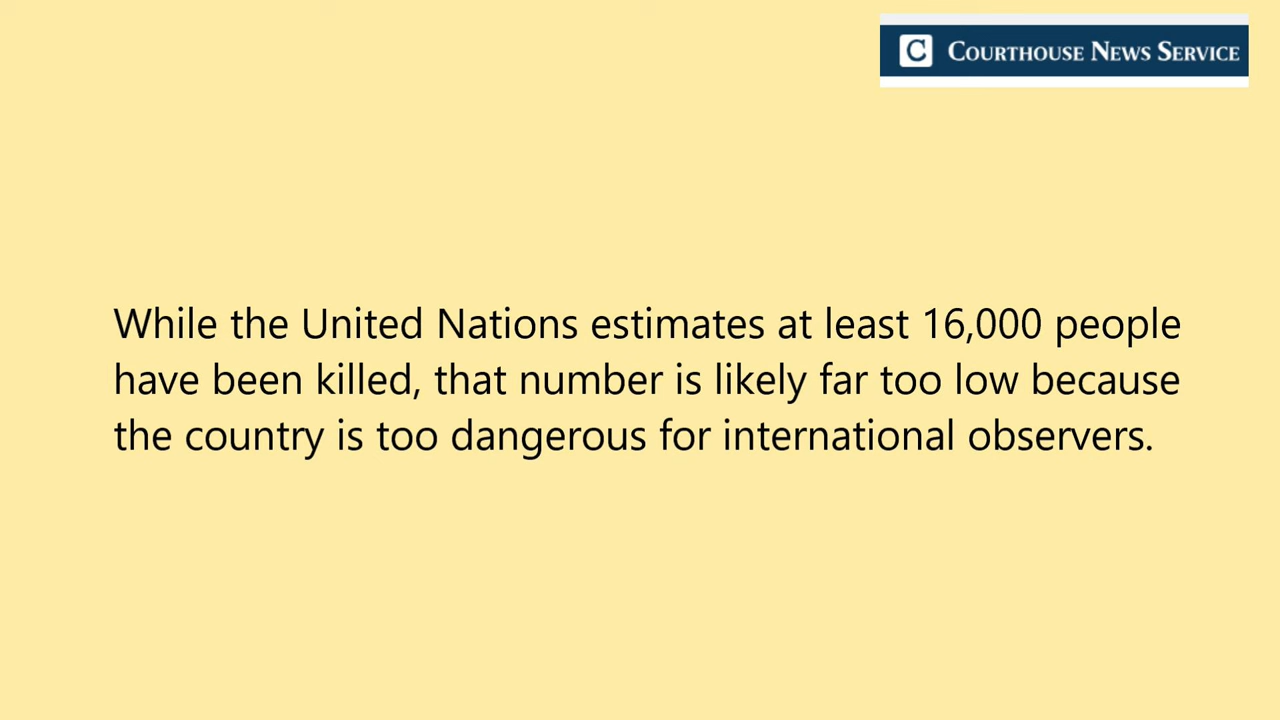 C COURTHOUSE NEWS SERVICE
While the United Nations estimates at least 16,000 people
have been killed, that number is likely far too low because
the country is too dangerous for international observers.